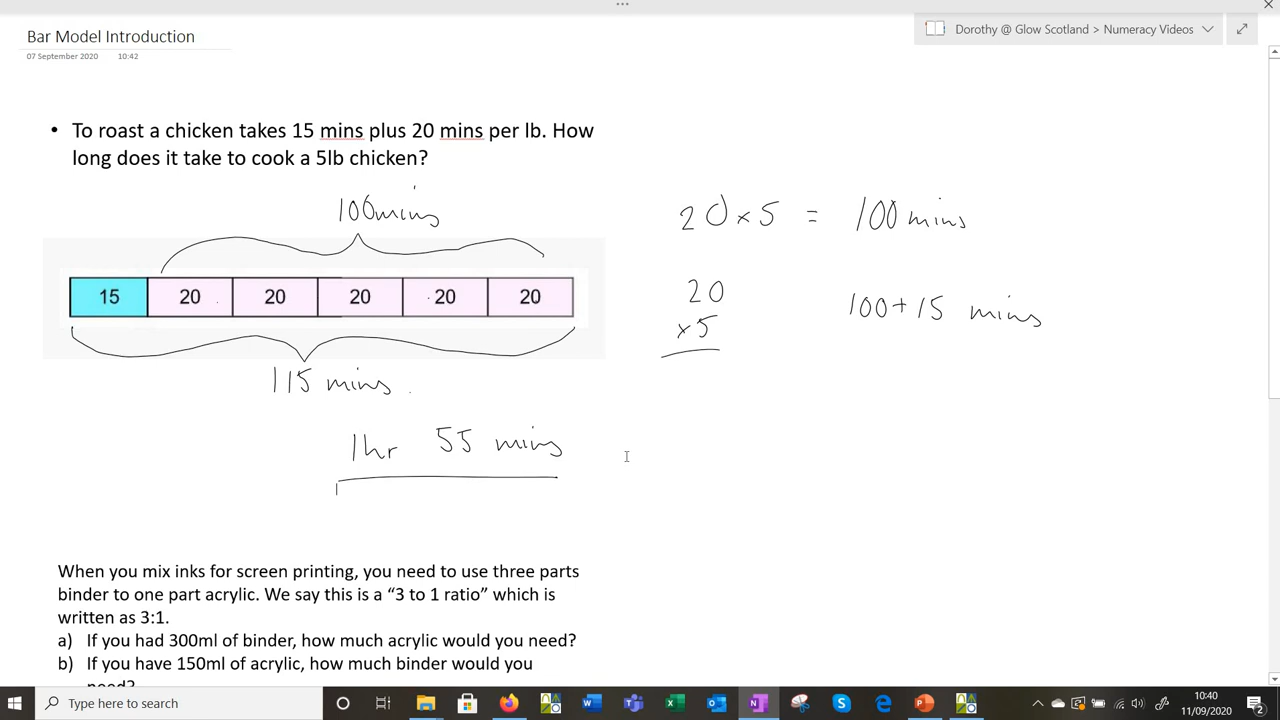 Bar Model Introduction
07 September 2020 10:42
Dorothy @ Glow Scotland > Numeracy Videos
• To roast a chicken takes 15 mins plus 20 mins per lb. How
long does it take to cook a 5lb chicken?
100mins
15 20 20 20 20 20
115 mins
1hr 55 mins
20 x 5 = 100 mins
20
x 5
100 + 15 mins
When you mix inks for screen printing, you need to use three parts
binder to one part acrylic. We say this is a “3 to 1 ratio” which is
written as 3:1.
a) If you had 300ml of binder, how much acrylic would you need?
b) If you have 150ml of acrylic, how much binder would you
need?
Type here to search
10:40
11/09/2020
2